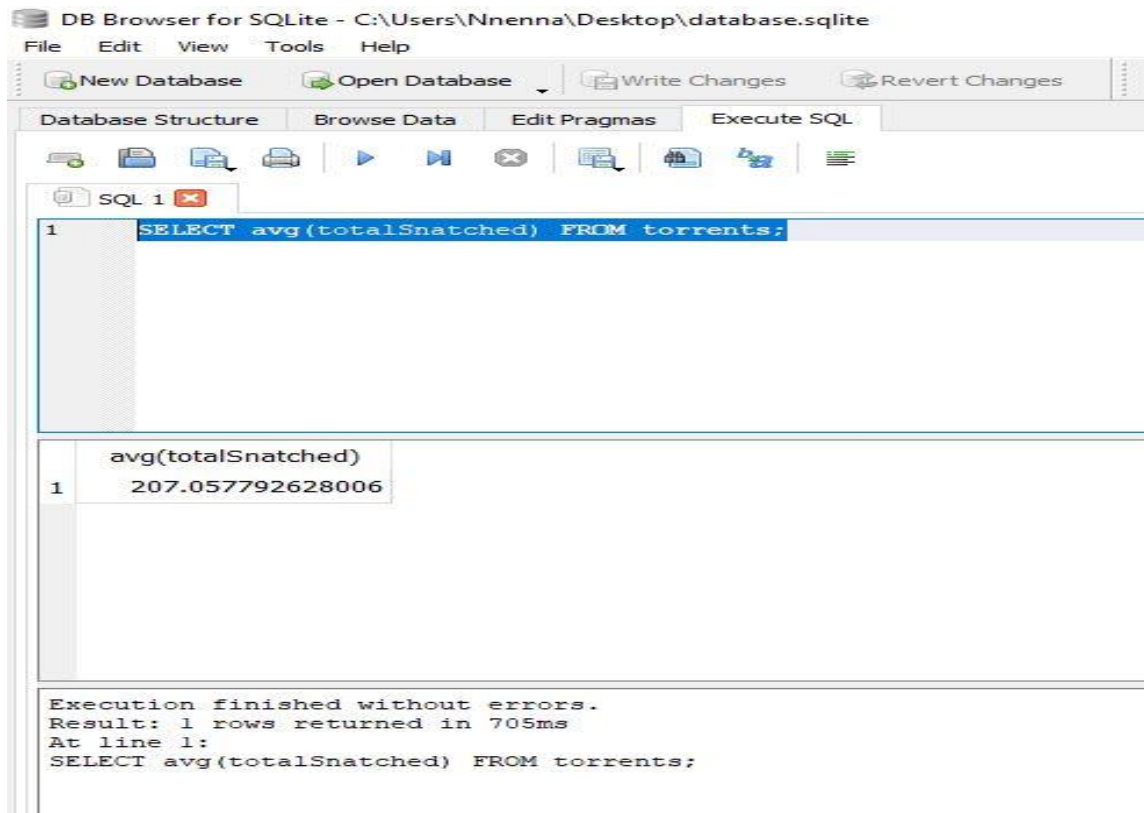 DB Browser for SQLite - C:\Users\Nnenna\Desktop\database.sqlite
File Edit View Tools Help
New Database Open Database Write Changes Revert Changes
Database Structure Browse Data Edit Pragmas Execute SQL
SQL 1
1 SELECT avg(totalSnatched) FROM torrents;
avg(totalSnatched)
1 207.057792628006
Execution finished without errors.
Result: 1 rows returned in 705ms
At line 1:
SELECT avg(totalSnatched) FROM torrents;